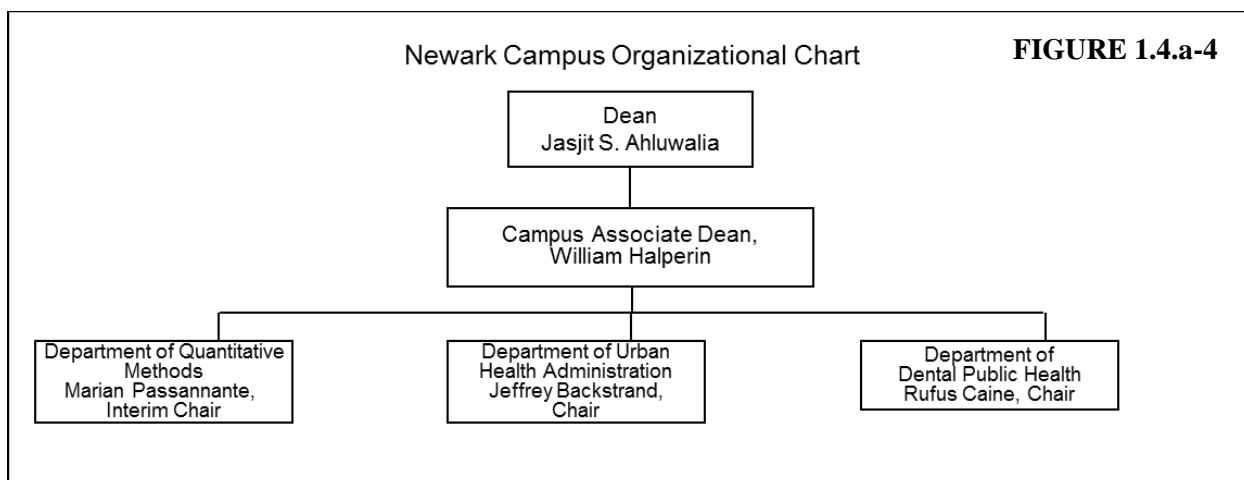 Newark Campus Organizational Chart
FIGURE 1.4.a-4
Dean
Jasjit S. Ahluwalia
Campus Associate Dean,
William Halperin
Department of Quantitative
Methods
Marian Passannante,
Interim Chair
Department of Urban
Health Administration
Jeffrey Backstrand,
Chair
Department of
Dental Public Health
Rufus Caine, Chair